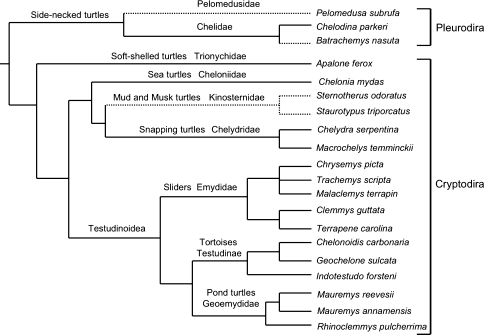 Pelomedusidae
Side-necked turtles
Pelomedusa subrufa
Chelidae
Chelodina parkeri
Batrachemys nasuta
Pleurodira
Soft-shelled turtles Trionychidae
Apalone ferox
Sea turtles Cheloniidae
Chelonia mydas
Mud and Musk turtles Kinosternidae
Sternotherus odoratus
Staurotypus triporcatus
Snapping turtles Chelydridae
Chelydra serpentina
Macrochelys temminckii
Chrysemys picta
Sliders Emydidae
Trachemys scripta
Malaclemys terrapin
Cryptodira
Clemmys guttata
Terrapene carolina
Testudinoidea
Tortoises
Testudinae
Chelonoidis carbonaria
Geochelone sulcata
Indotestudo forsteni
Pond turtles
Geoemydidae
Mauremys reevesii
Mauremys annamensis
Rhinoclemmys pulcherrima